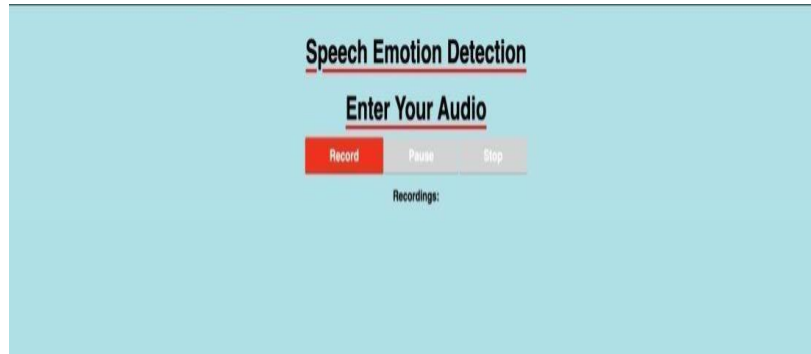 Speech Emotion Detection
Enter Your Audio
Record Pause Stop
Recordings: